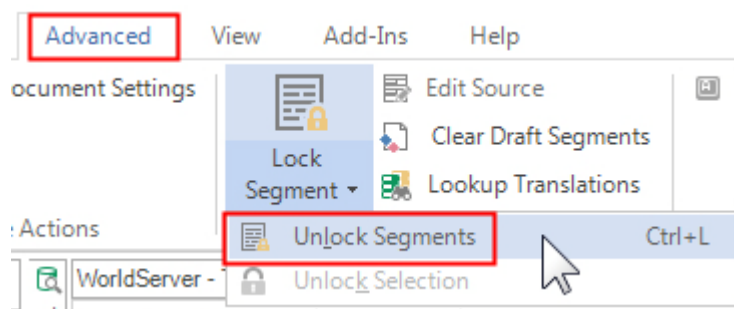 Advanced View Add-Ins Help
ocument Settings
Edit Source
Clear Draft Segments
Lock
Segment
Lookup Translations
Actions
Unlock Segments Ctrl+L
WorldServer -
Unlock Selection